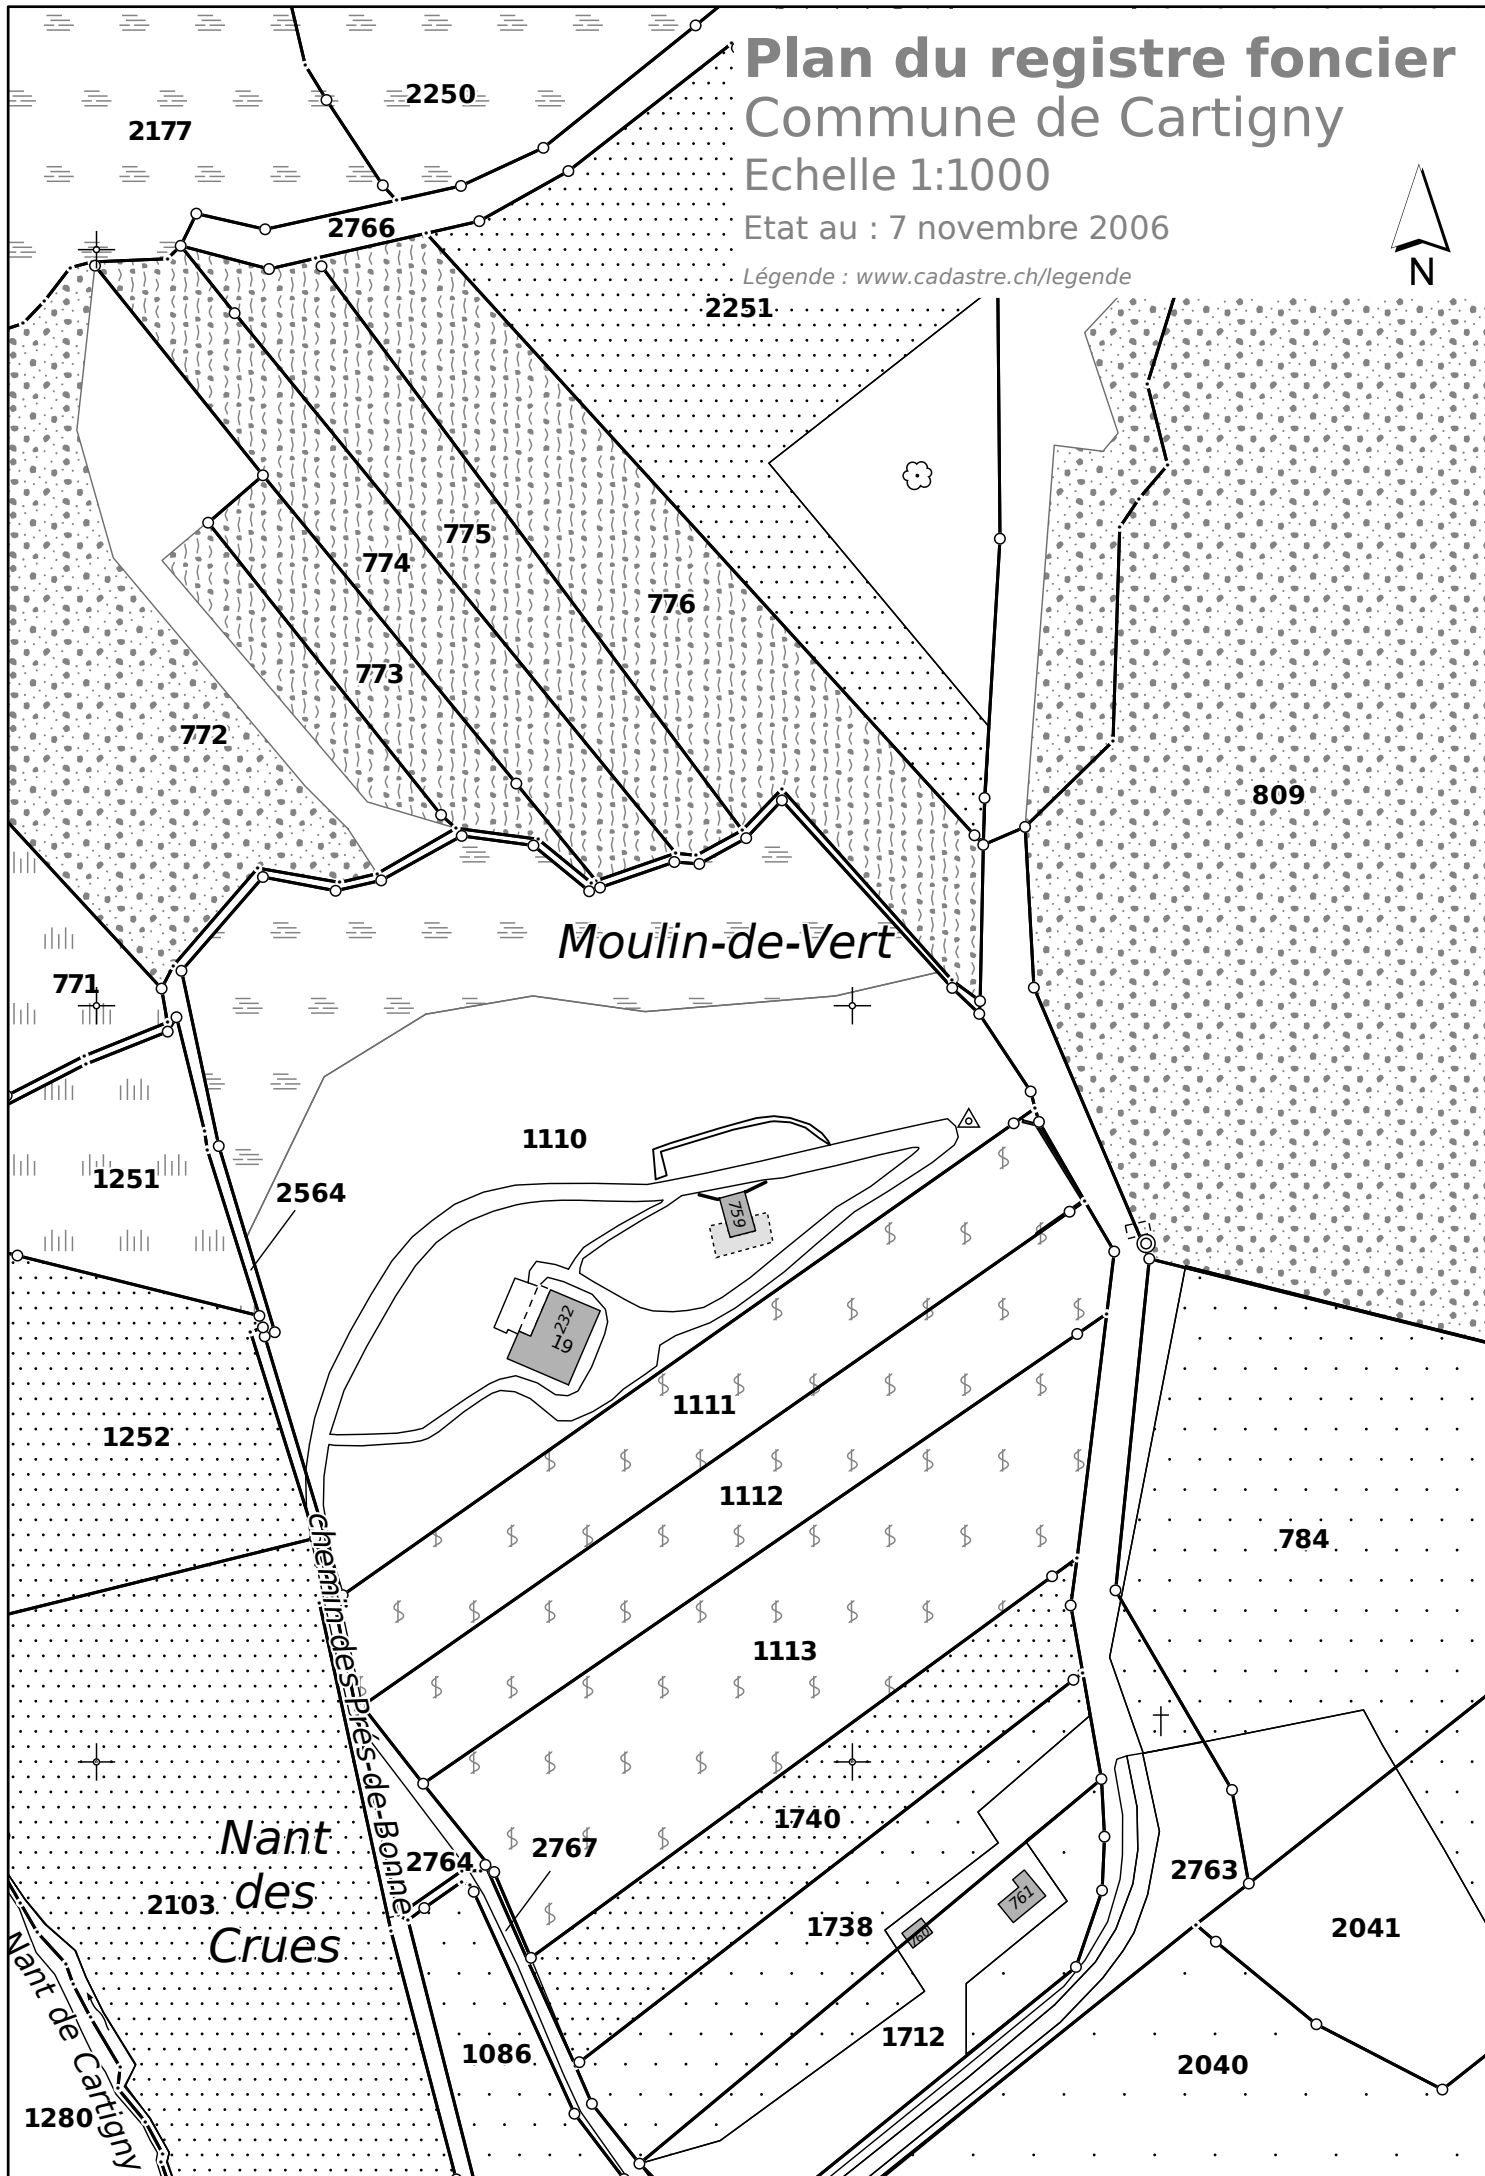 Plan du registre foncier
Commune de Cartigny
Echelle 1:1000
Etat au : 7 novembre 2006
Légende : www.cadastre.ch/legende
N
2250
2177
2766
2251
775
774
776
773
772
809
Moulin-de-Vert
771
1110
1251
2564
759
232
19
1111
1252
1112
784
chemin-des-Prés-de-Bonne
1113
1740
Nant
des
Crues
2764
2767
2763
2103
761
760
1738
2041
Nant de Cartigny
1712
1086
2040
1280